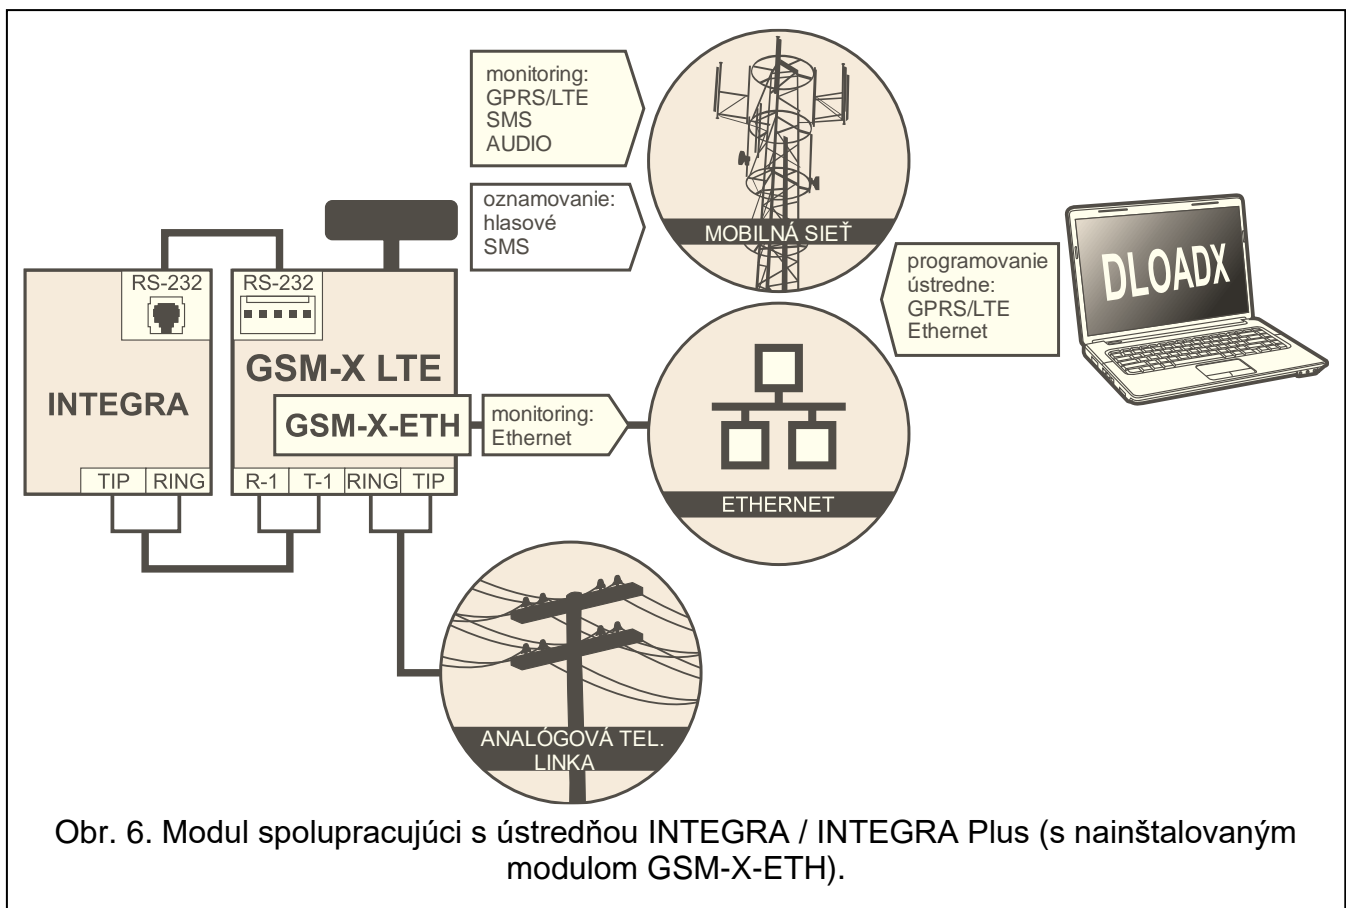 monitoring:
GPRS/LTE
SMS
AUDIO
oznamovanie:
hlasové
SMS
MOBILNÁ SIEŤ
programovanie
ústredne:
GPRS/LTE
Ethernet
DLOADX
RS-232
RS-232
INTEGRA
GSM-X LTE
GSM-X-ETH
monitoring:
Ethernet
TIP RING
R-1 T-1 RING TIP
ETHERNET
ANALÓGOVÁ TEL.
LINKA
Obr. 6. Modul spolupracujúci s ústredňou INTEGRA / INTEGRA Plus (s nainštalovaným
modulom GSM-X-ETH).